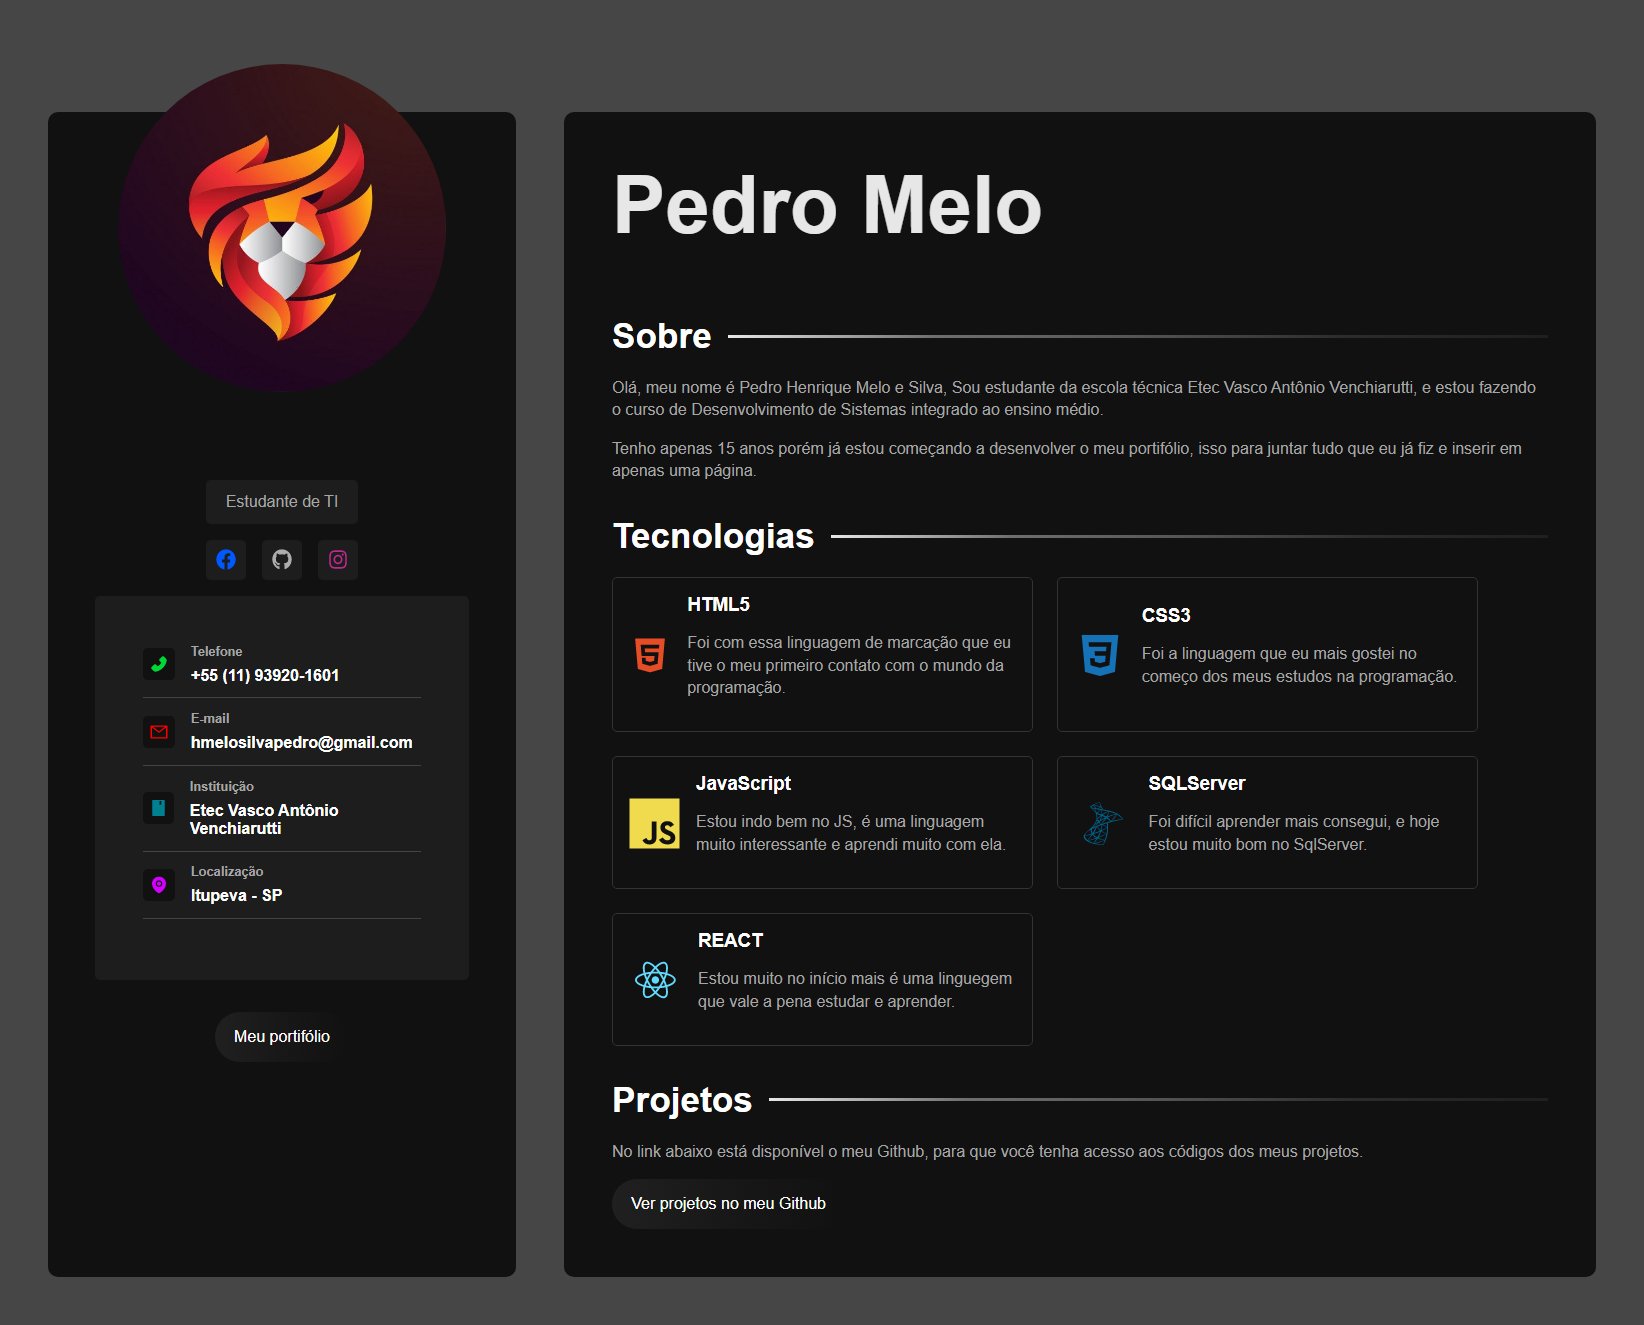 Estudante de TI
Telefone
+55 (11) 93920-1601
E-mail
hmelosilvapedro@gmail.com
Instituição
Etec Vasco Antônio
Venchiarutti
Localização
Itupeva - SP
Meu portifólio
Pedro Melo
Sobre
Olá, meu nome é Pedro Henrique Melo e Silva, Sou estudante da escola técnica Etec Vasco Antônio Venchiarutti, e estou fazendo
o curso de Desenvolvimento de Sistemas integrado ao ensino médio.
Tenho apenas 15 anos porém já estou começando a desenvolver o meu portifólio, isso para juntar tudo que eu já fiz e inserir em
apenas uma página.
Tecnologias
HTML5
Foi com essa linguagem de marcação que eu
tive o meu primeiro contato com o mundo da
programação.
CSS3
Foi a linguagem que eu mais gostei no
começo dos meus estudos na programação.
JS
JavaScript
Estou indo bem no JS, é uma linguagem
muito interessante e aprendi muito com ela.
SQLServer
Foi difícil aprender mais consegui, e hoje
estou muito bom no SqlServer.
REACT
Estou muito no início mais é uma linguegem
que vale a pena estudar e aprender.
Projetos
No link abaixo está disponível o meu Github, para que você tenha acesso aos códigos dos meus projetos.
Ver projetos no meu Github